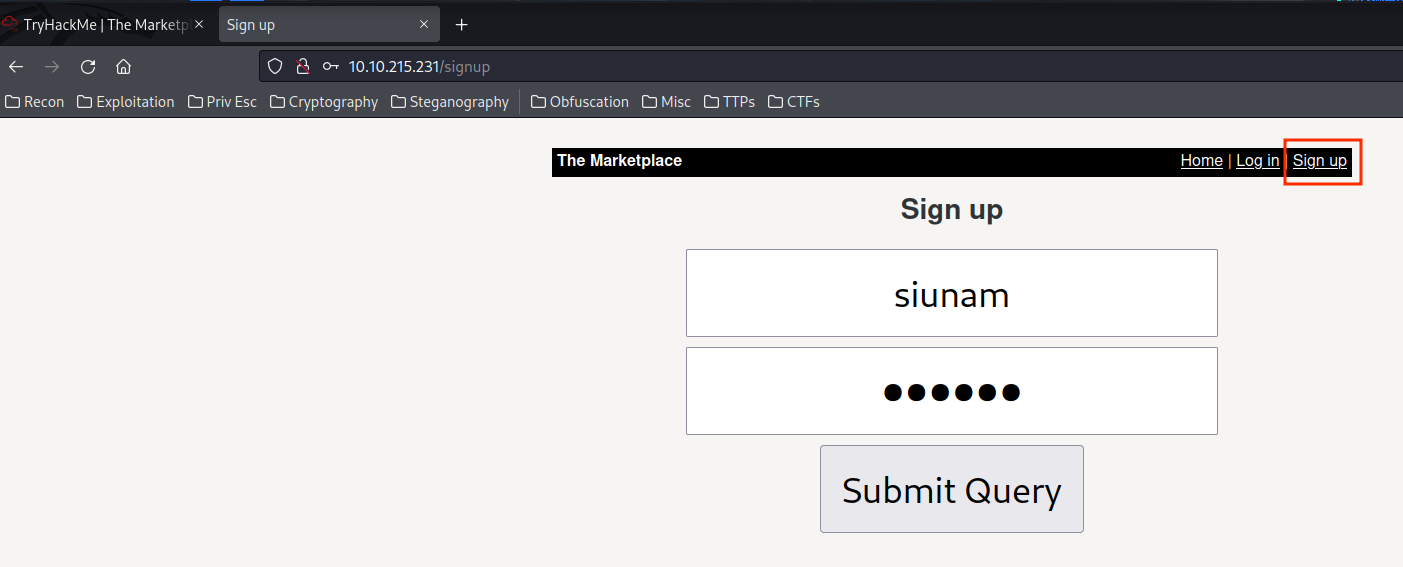 TryHackMe | The Marketp
Sign up
10.10.215.231/signup
Recon Exploitation Priv Esc Cryptography Steganography Obfuscation Misc TTPs CTFs
The Marketplace Home | Log in | Sign up
Sign up
siunam
●●●●●●
Submit Query